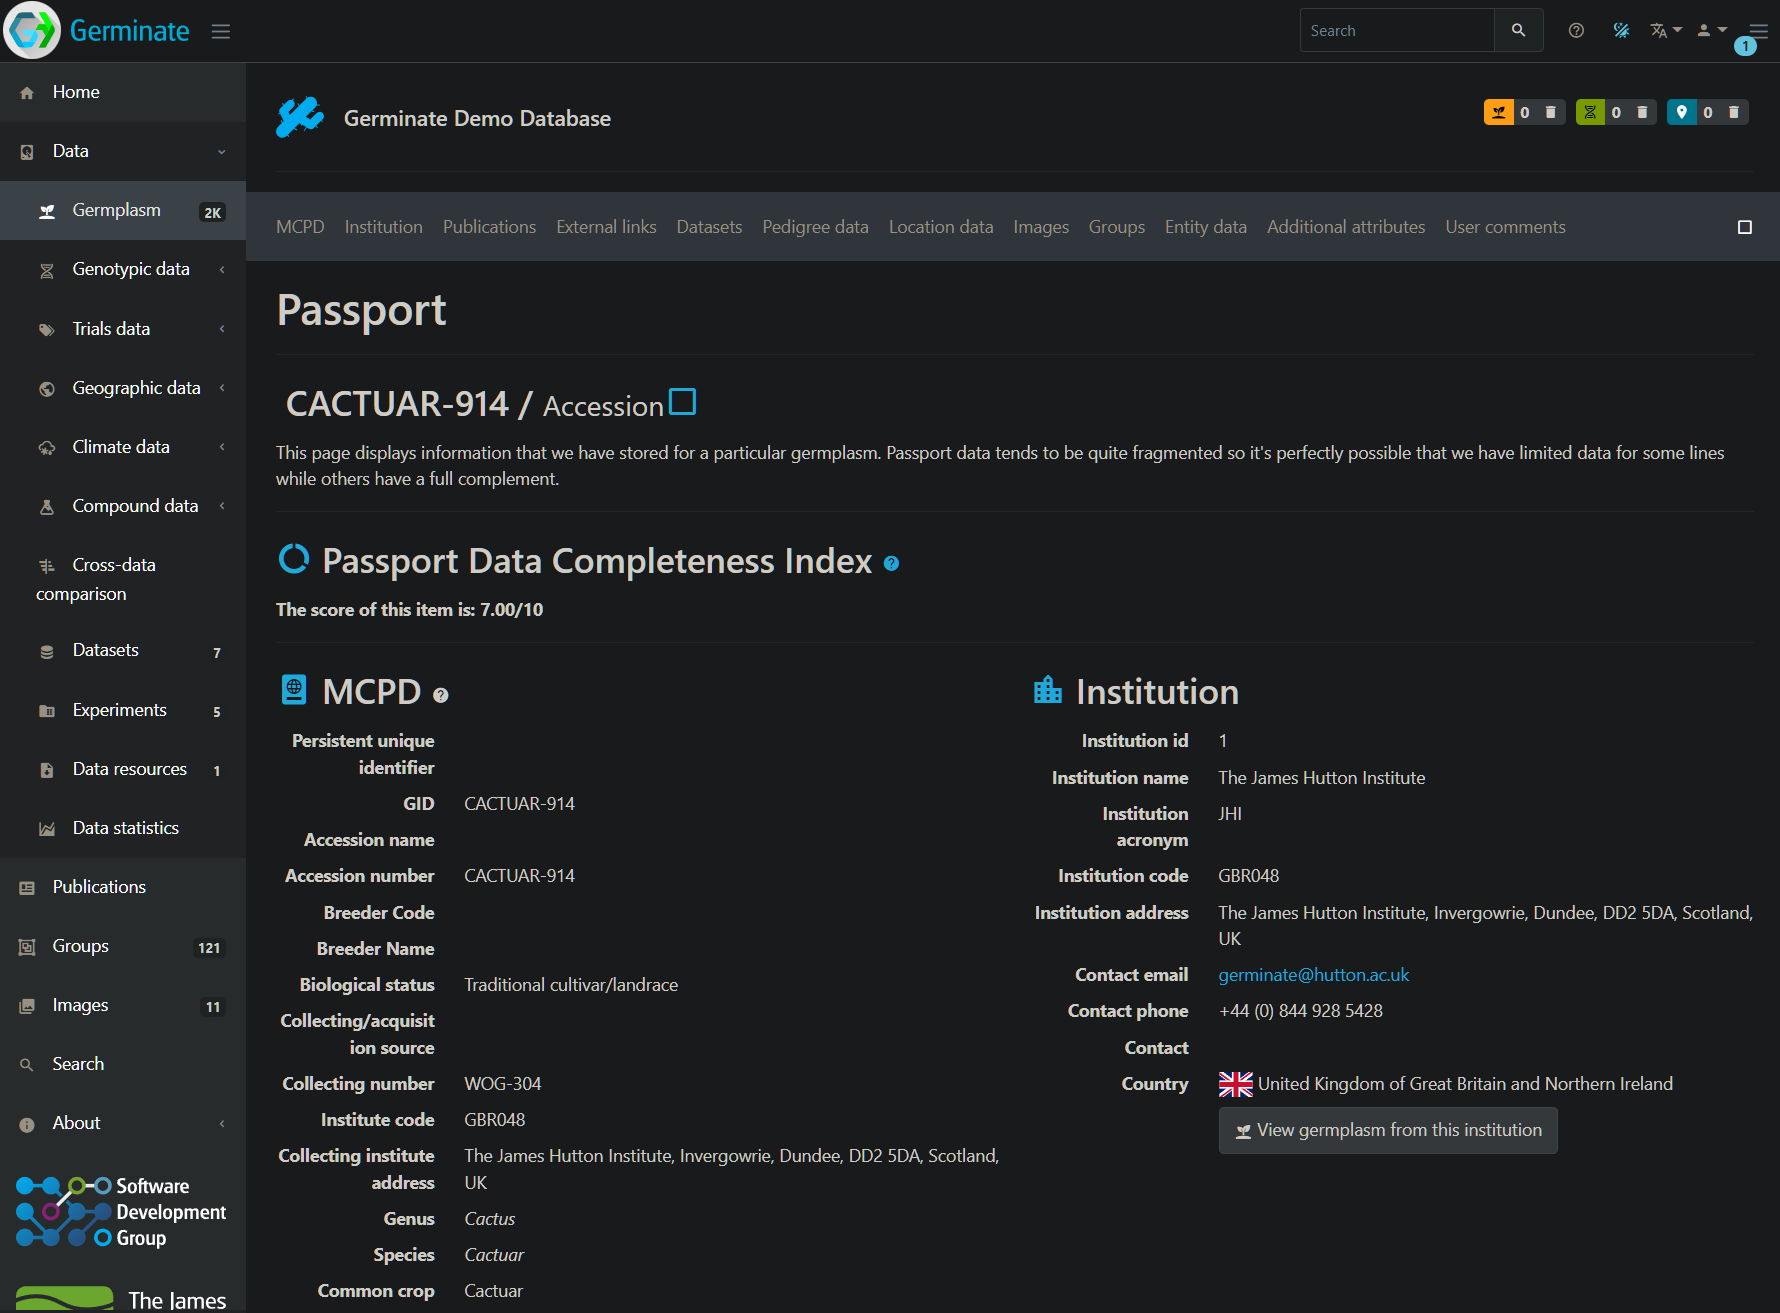 Germinate
Search
1
Home
Data
Germplasm 2K
Genotypic data
Trials data
Geographic data
Climate data
Compound data
Cross-data
comparison
Datasets 7
Experiments 5
Data resources 1
Data statistics
Publications
Groups 121
Images 11
Search
About
Software
Development
Group
The James
Germinate Demo Database
0 0 0
MCPD Institution Publications External links Datasets Pedigree data Location data Images Groups Entity data Additional attributes User comments
Passport
CACTUAR-914 / Accession
This page displays information that we have stored for a particular germplasm. Passport data tends to be quite fragmented so it's perfectly possible that we have limited data for some lines
while others have a full complement.
Passport Data Completeness Index ?
The score of this item is: 7.00/10
MCPD ?
Persistent unique
identifier
GID CACTUAR-914
Accession name
Accession number CACTUAR-914
Breeder Code
Breeder Name
Biological status Traditional cultivar/landrace
Collecting/acquisit
ion source
Collecting number WOG-304
Institute code GBR048
Collecting institute The James Hutton Institute, Invergowrie, Dundee, DD2 5DA, Scotland,
address UK
Genus Cactus
Species Cactuar
Common crop Cactuar
Institution
Institution id 1
Institution name The James Hutton Institute
Institution JHI
acronym
Institution code GBR048
Institution address The James Hutton Institute, Invergowrie, Dundee, DD2 5DA, Scotland,
UK
Contact email germinate@hutton.ac.uk
Contact phone +44 (0) 844 928 5428
Contact
Country United Kingdom of Great Britain and Northern Ireland
View germplasm from this institution